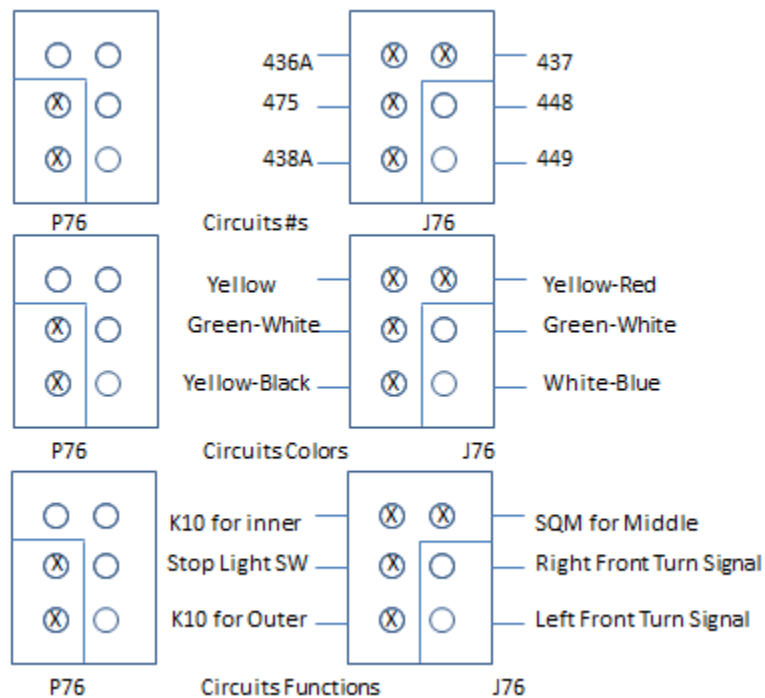 X X
436A 437
X 475 X 448
X 438A X 449
P76 Circuits #s J76
X X
Yellow Yellow-Red
X Green-White X Green-White
X Yellow-Black X White-Blue
P76 Circuits Colors J76
X X
K10 for inner SQM for Middle
X Stop Light SW X Right Front Turn Signal
X K10 for Outer X Left Front Turn Signal
P76 Circuits Functions J76